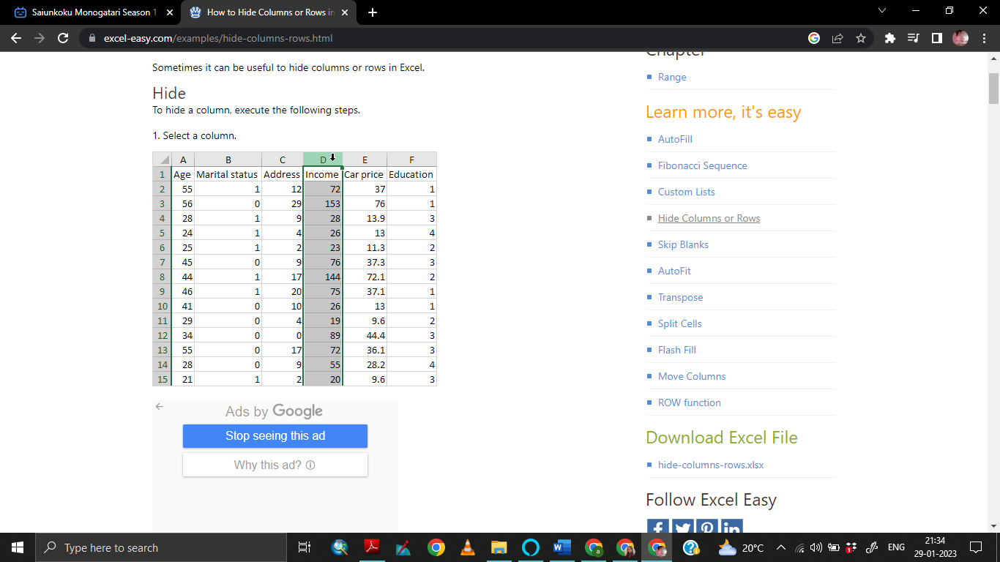 Saiunkoku Monogatari Season 1
How to Hide Columns or Rows in
excel-easy.com/examples/hide-columns-rows.html
Sometimes it can be useful to hide columns or rows in Excel.
Hide
To hide a column, execute the following steps.
1. Select a column.
A B C D E F
1 Age Marital status Address Income Car price Education
2 55 1 12 72 37 1
3 56 0 29 153 76 1
4 28 1 9 28 13.9 3
5 24 1 4 26 13 4
6 25 1 2 23 11.3 2
7 45 0 9 76 37.3 3
8 44 1 17 144 72.1 2
9 46 1 20 75 37.1 1
10 41 0 10 26 13 1
11 29 0 4 19 9.6 2
12 34 0 0 89 44.4 3
13 55 0 17 72 36.1 3
14 28 0 9 55 28.2 4
15 21 1 2 20 9.6 3
Ads by Google
Stop seeing this ad
Why this ad?
Chapter
Range
Learn more, it's easy
AutoFill
Fibonacci Sequence
Custom Lists
Hide Columns or Rows
Skip Blanks
AutoFit
Transpose
Split Cells
Flash Fill
Move Columns
ROW function
Download Excel File
hide-columns-rows.xlsx
Follow Excel Easy
Type here to search
20°C
ENG
21:34
29-01-2023